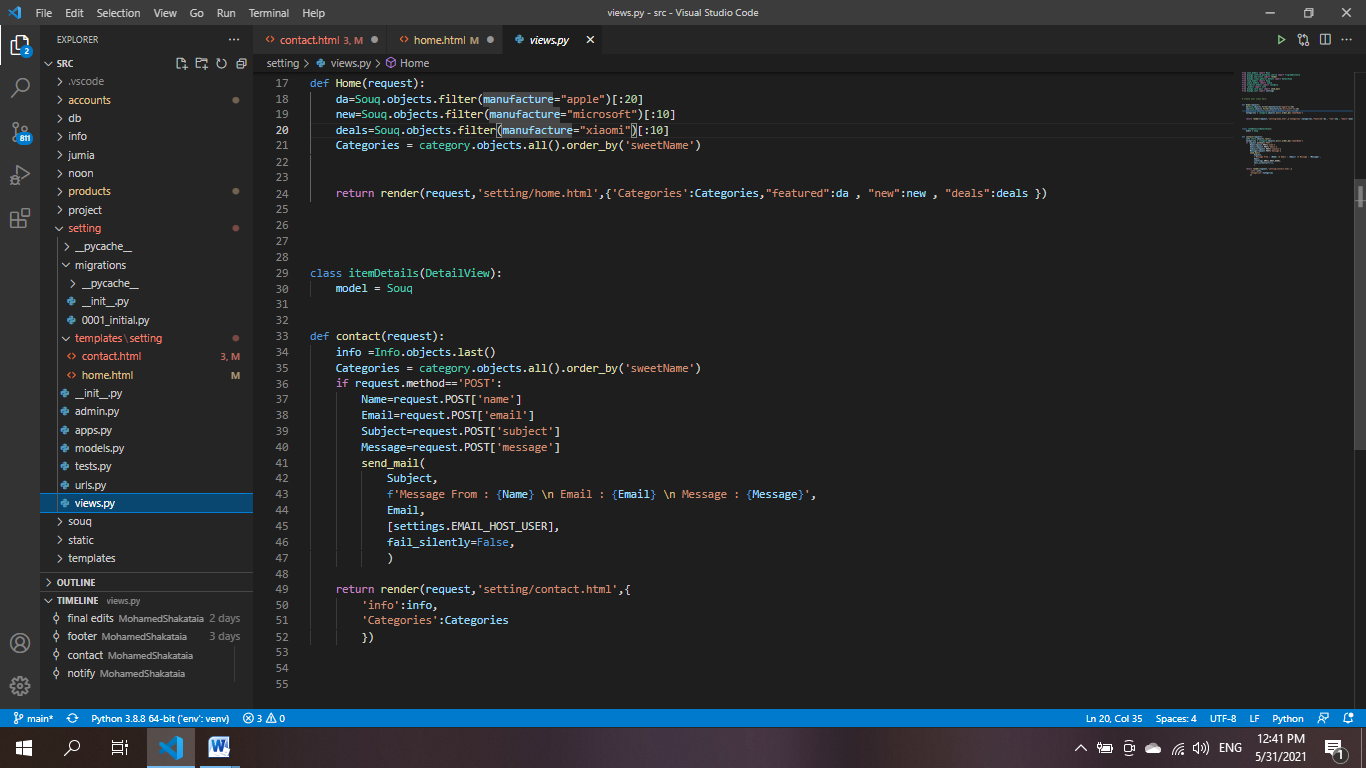 File Edit Selection View Go Run Terminal Help
views.py - src - Visual Studio Code
EXPLORER
SRC
.vscode
accounts
db
info
jumia
noon
products
project
setting
__pycache__
migrations
__pycache__
__init__.py
0001_initial.py
templates\setting
contact.html 3, M
home.html M
__init__.py
admin.py
apps.py
models.py
tests.py
urls.py
views.py
souq
static
templates
OUTLINE
TIMELINE views.py
final edits MohamedShakataia 2 days
footer MohamedShakataia 3 days
contact MohamedShakataia
notify MohamedShakataia
2
811
contact.html 3, M
home.html M
views.py
setting > views.py > Home
17 def Home(request):
18 da=Souq.objects.filter(manufacture="apple")[:20]
19 new=Souq.objects.filter(manufacture="microsoft")[:10]
20 deals=Souq.objects.filter(manufacture="xiaomi")[:10]
21 Categories = category.objects.all().order_by('sweetName')
22
23
24 return render(request,'setting/home.html',{'Categories':Categories,"featured":da , "new":new , "deals":deals })
25
26
27
28
29 class itemDetails(DetailView):
30 model = Souq
31
32
33 def contact(request):
34 info =Info.objects.last()
35 Categories = category.objects.all().order_by('sweetName')
36 if request.method=='POST':
37 Name=request.POST['name']
38 Email=request.POST['email']
39 Subject=request.POST['subject']
40 Message=request.POST['message']
41 send_mail(
42 Subject,
43 f'Message From : {Name} \n Email : {Email} \n Message : {Message}',
44 Email,
45 [settings.EMAIL_HOST_USER],
46 fail_silently=False,
47 )
48
49 return render(request,'setting/contact.html',{
50 'info':info,
51 'Categories':Categories
52 })
53
54
55
main* Python 3.8.8 64-bit ('env': venv) 3 0
Ln 20, Col 35 Spaces: 4 UTF-8 LF Python
ENG
12:41 PM
5/31/2021
1